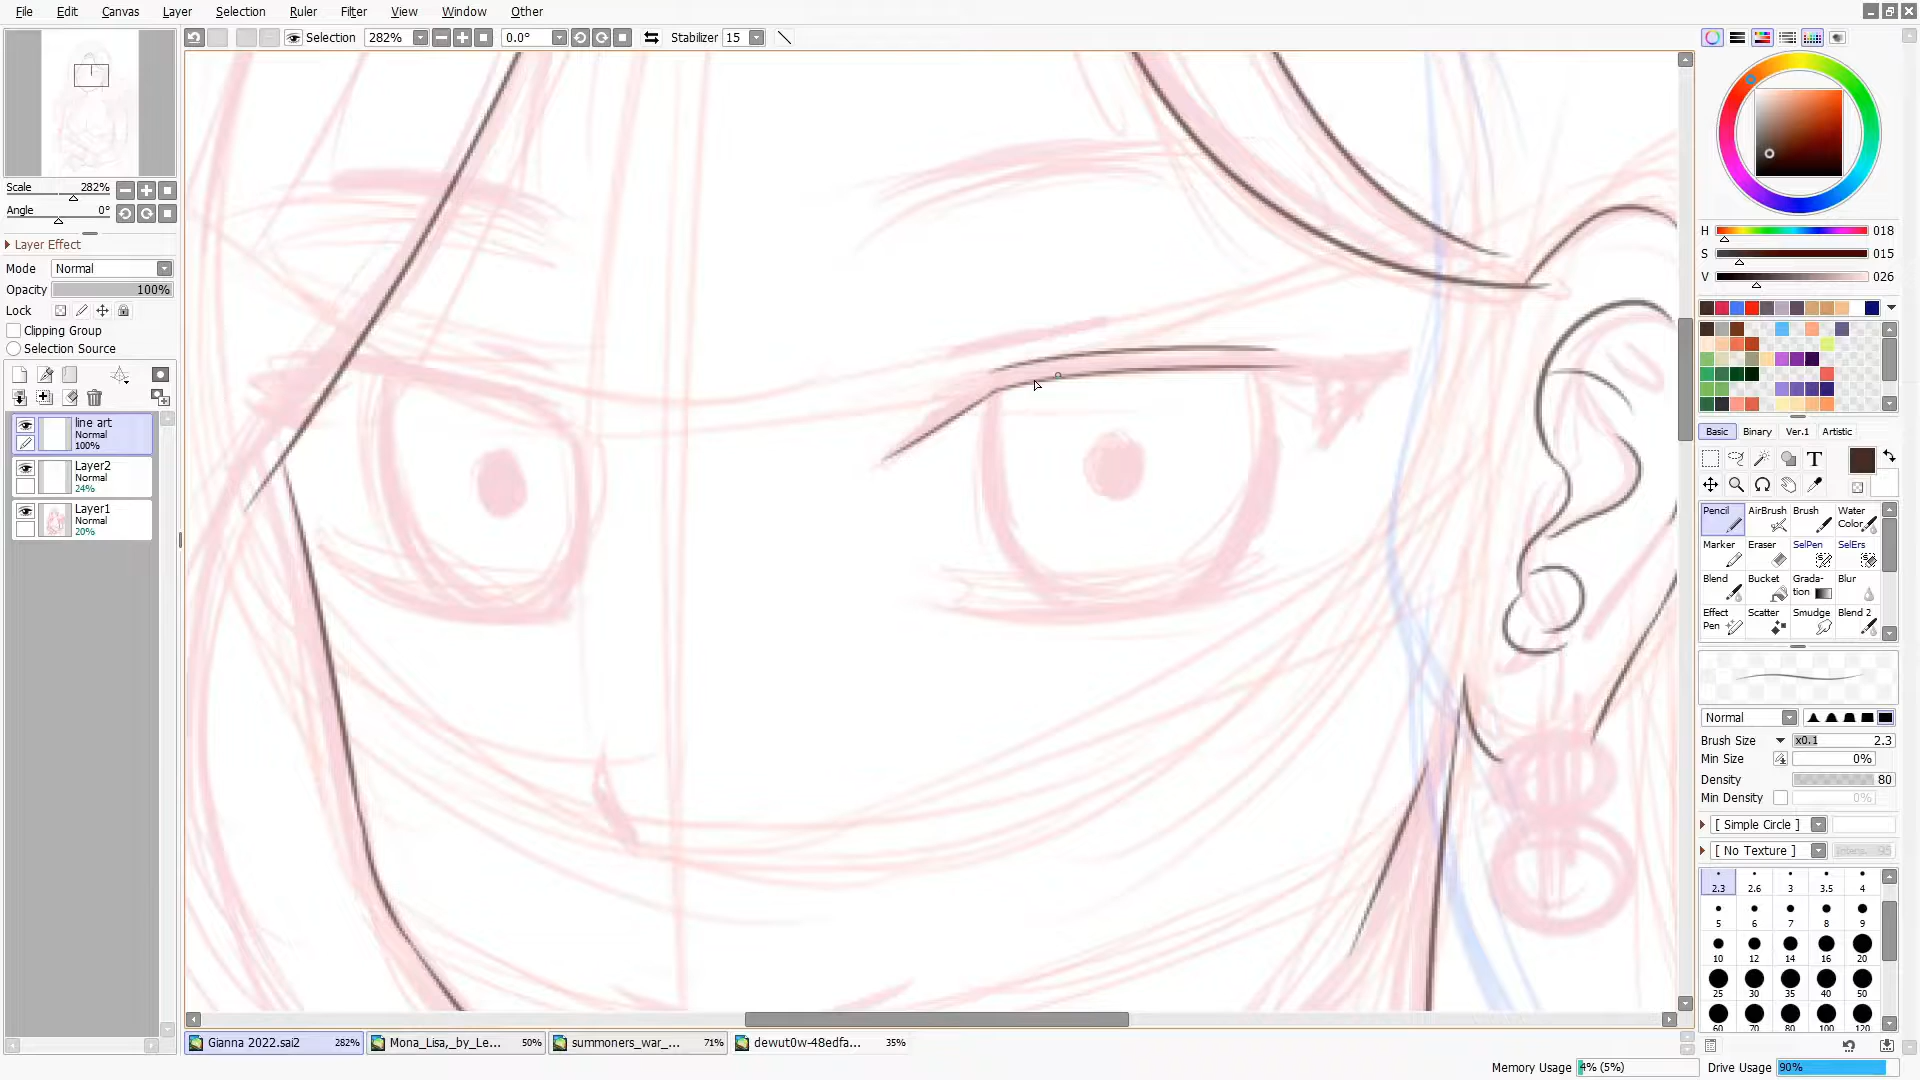 File Edit Canvas Layer Selection Ruler Filter View Window Other
Selection 282% 0.0° Stabilizer 15
Scale 282%
Angle 0°
Layer Effect
Mode Normal
Opacity 100%
Lock
Clipping Group
Selection Source
line art
Normal
100%
Layer2
Normal
24%
Layer1
Normal
20%
H 018
S 015
V 026
Basic Binary Ver.1 Artistic
T
Pencil AirBrush Brush Water Color
Marker Eraser SelPen SelErs
Blend Bucket Grada-tion Blur
Effect Pen Scatter Smudge Blend 2
Normal
Brush Size x0.1 2.3
Min Size 0%
Density 80
Min Density 0%
[ Simple Circle ]
[ No Texture ] 95
2.3 2.6 3 3.5 4
5 6 7 8 9
10 12 14 16 20
25 30 35 40 50
60 70 80 100 120
Gianna 2022.sai2 282% Mona_Lisa,_by_Le... 50% summoners_war_... 71% dewut0w-48edfa... 35%
Memory Usage 4% (5%) Drive Usage 90%